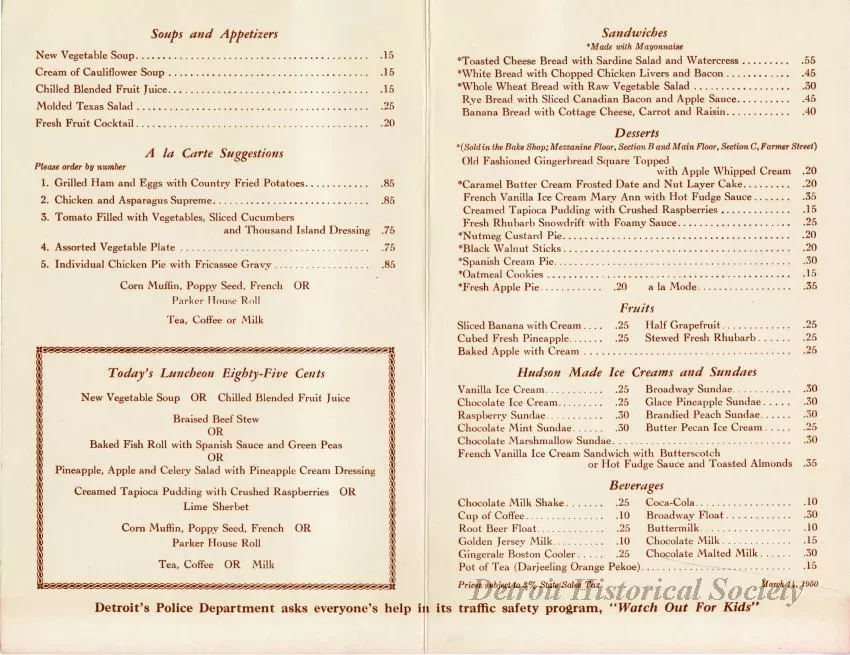 Soups and Appetizers
New Vegetable Soup .15
Cream of Cauliflower Soup .15
Chilled Blended Fruit Juice .15
Molded Texas Salad .25
Fresh Fruit Cocktail .20
A la Carte Suggestions
Please order by number
1. Grilled Ham and Eggs with Country Fried Potatoes .85
2. Chicken and Asparagus Supreme .85
3. Tomato Filled with Vegetables, Sliced Cucumbers
and Thousand Island Dressing .75
4. Assorted Vegetable Plate .75
5. Individual Chicken Pie with Fricassee Gravy .85
Corn Muffin, Poppy Seed, French OR
Parker House Roll
Tea, Coffee or Milk
Today's Luncheon Eighty-Five Cents
New Vegetable Soup OR Chilled Blended Fruit Juice
Braised Beef Stew
OR
Baked Fish Roll with Spanish Sauce and Green Peas
OR
Pineapple, Apple and Celery Salad with Pineapple Cream Dressing
Creamed Tapioca Pudding with Crushed Raspberries OR
Lime Sherbet
Corn Muffin, Poppy Seed, French OR
Parker House Roll
Tea, Coffee OR Milk
Sandwiches
*Made with Mayonnaise
*Toasted Cheese Bread with Sardine Salad and Watercress .55
*White Bread with Chopped Chicken Livers and Bacon .45
*Whole Wheat Bread with Raw Vegetable Salad .30
Rye Bread with Sliced Canadian Bacon and Apple Sauce .45
Banana Bread with Cottage Cheese, Carrot and Raisin .40
Desserts
*(Sold in the Bake Shop; Mezzanine Floor, Section B and Main Floor, Section C, Farmer Street)
Old Fashioned Gingerbread Square Topped
with Apple Whipped Cream .20
*Caramel Butter Cream Frosted Date and Nut Layer Cake .20
French Vanilla Ice Cream Mary Ann with Hot Fudge Sauce .35
Creamed Tapioca Pudding with Crushed Raspberries .15
Fresh Rhubarb Snowdrift with Foamy Sauce .25
*Nutmeg Custard Pie .20
*Black Walnut Sticks .20
*Spanish Cream Pie .30
*Oatmeal Cookies .15
*Fresh Apple Pie .20 a la Mode .35
Fruits
Sliced Banana with Cream .25 Half Grapefruit .25
Cubed Fresh Pineapple .25 Stewed Fresh Rhubarb .25
Baked Apple with Cream .25
Hudson Made Ice Creams and Sundaes
Vanilla Ice Cream .25 Broadway Sundae .30
Chocolate Ice Cream .25 Glace Pineapple Sundae .30
Raspberry Sundae .30 Brandied Peach Sundae .30
Chocolate Mint Sundae .30 Butter Pecan Ice Cream .25
Chocolate Marshmallow Sundae .30
French Vanilla Ice Cream Sandwich with Butterscotch
or Hot Fudge Sauce and Toasted Almonds .35
Beverages
Chocolate Milk Shake .25 Coca-Cola .10
Cup of Coffee .10 Broadway Float .30
Root Beer Float .25 Buttermilk .10
Golden Jersey Milk .10 Chocolate Milk .15
Gingerale Boston Cooler .25 Chocolate Malted Milk .30
Pot of Tea (Darjeeling Orange Pekoe) .15
Prices subject to 3% State Sales Tax March 14, 1950
Detroit Historical Society
Detroit's Police Department asks everyone's help in its traffic safety program, "Watch Out For Kids"